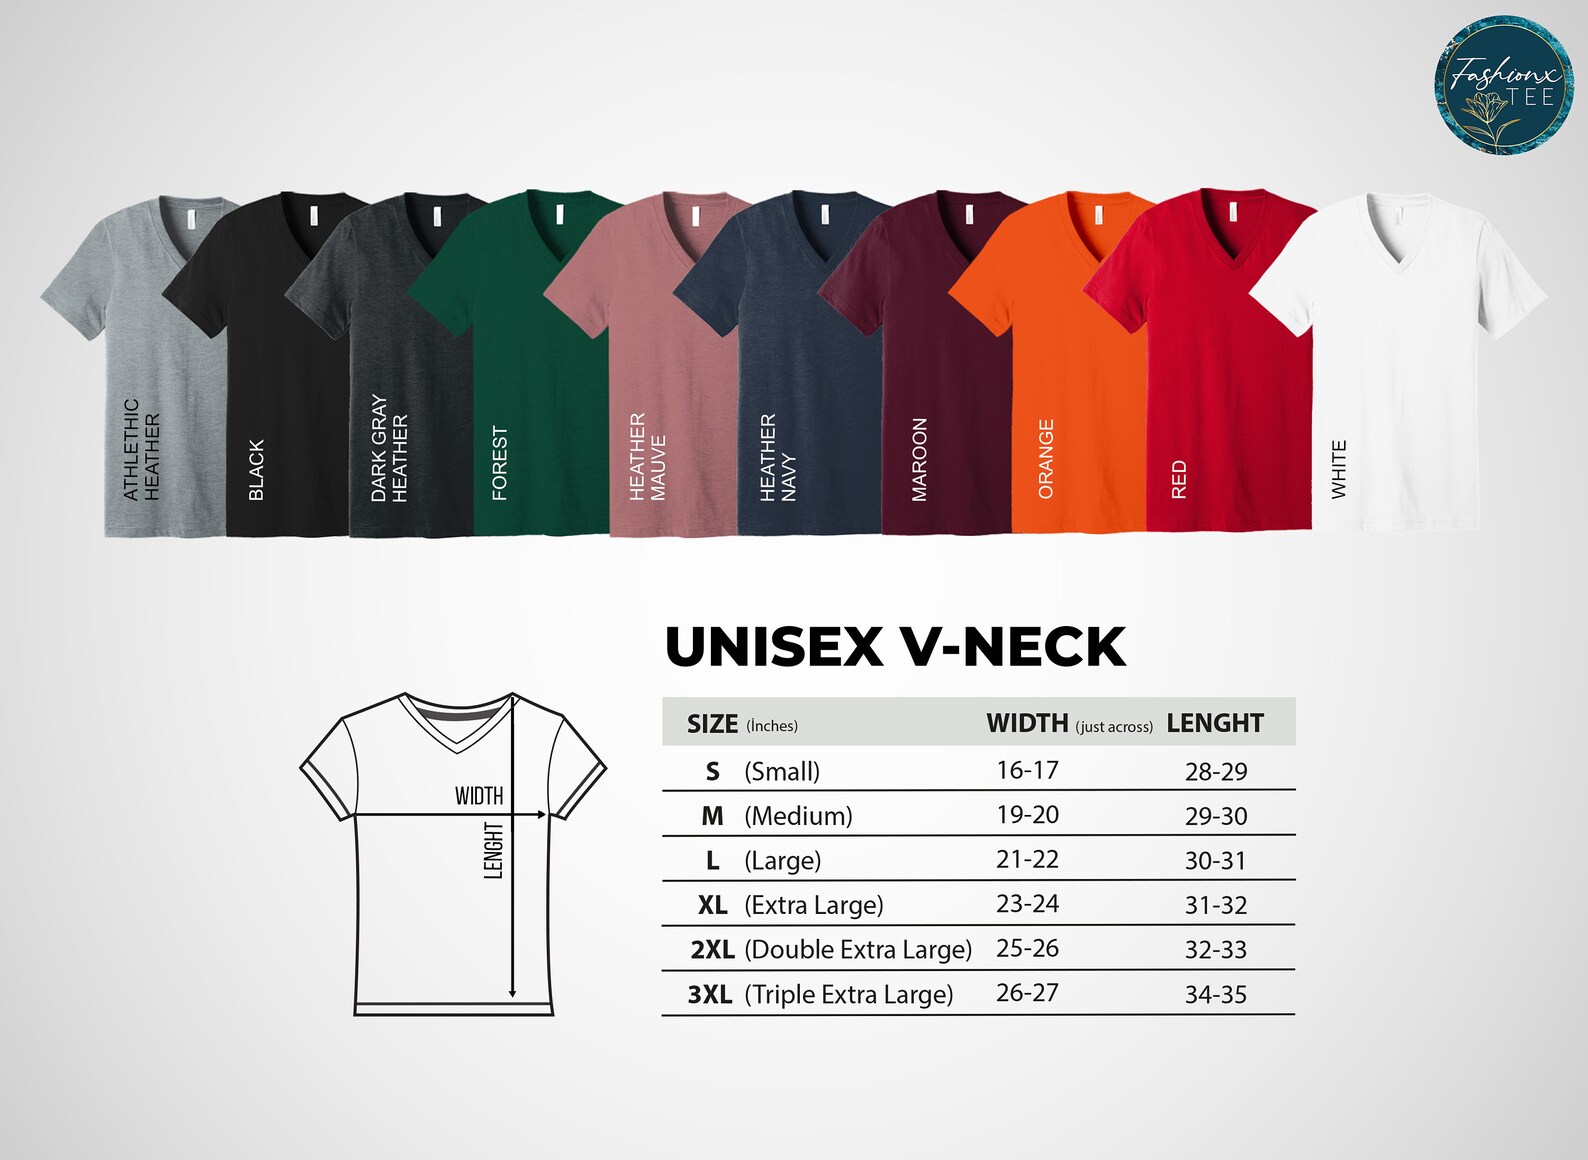 Fashionx
TEE
ATHLETHIC
HEATHER
BLACK
DARK GRAY
HEATHER
FOREST
HEATHER
MAUVE
HEATHER
NAVY
MAROON
ORANGE
RED
WHITE
UNISEX V-NECK
SIZE (İnches) WIDTH (just across) LENGHT
S (Small) 16-17 28-29
M (Medium) 19-20 29-30
L (Large) 21-22 30-31
XL (Extra Large) 23-24 31-32
2XL (Double Extra Large) 25-26 32-33
3XL (Triple Extra Large) 26-27 34-35
WIDTH
LENGHT